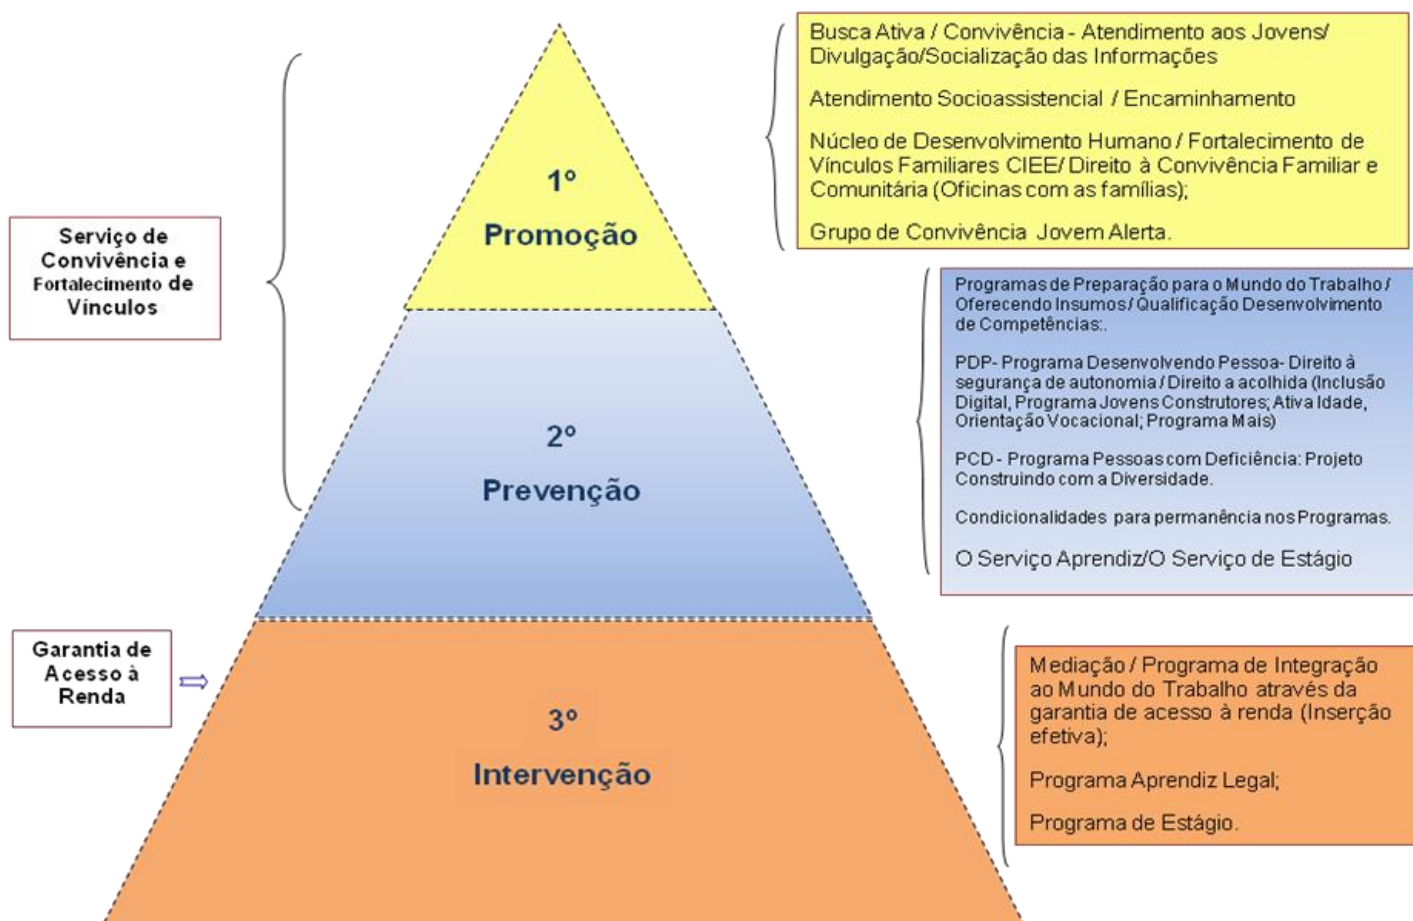 Serviço de
Convivência e
Fortalecimento de
Vínculos
Garantia de
Acesso à
Renda
1º
Promoção
2º
Prevenção
3º
Intervenção
Busca Ativa / Convivência - Atendimento aos Jovens/
Divulgação/Socialização das Informações
Atendimento Socioassistencial / Encaminhamento
Núcleo de Desenvolvimento Humano / Fortalecimento de
Vínculos Familiares CIEE/ Direito à Convivência Familiar e
Comunitária (Oficinas com as famílias);
Grupo de Convivência Jovem Alerta.
Programas de Preparação para o Mundo do Trabalho /
Oferecendo Insumos / Qualificação Desenvolvimento
de Competências:.
PDP- Programa Desenvolvendo Pessoa- Direito à
segurança de autonomia / Direito a acolhida (Inclusão
Digital, Programa Jovens Construtores; Ativa Idade,
Orientação Vocacional; Programa Mais)
PCD - Programa Pessoas com Deficiência: Projeto
Construindo com a Diversidade.
Condicionalidades para permanência nos Programas.
O Serviço Aprendiz/O Serviço de Estágio
Mediação / Programa de Integração
ao Mundo do Trabalho através da
garantia de acesso à renda (Inserção
efetiva);
Programa Aprendiz Legal;
Programa de Estágio.